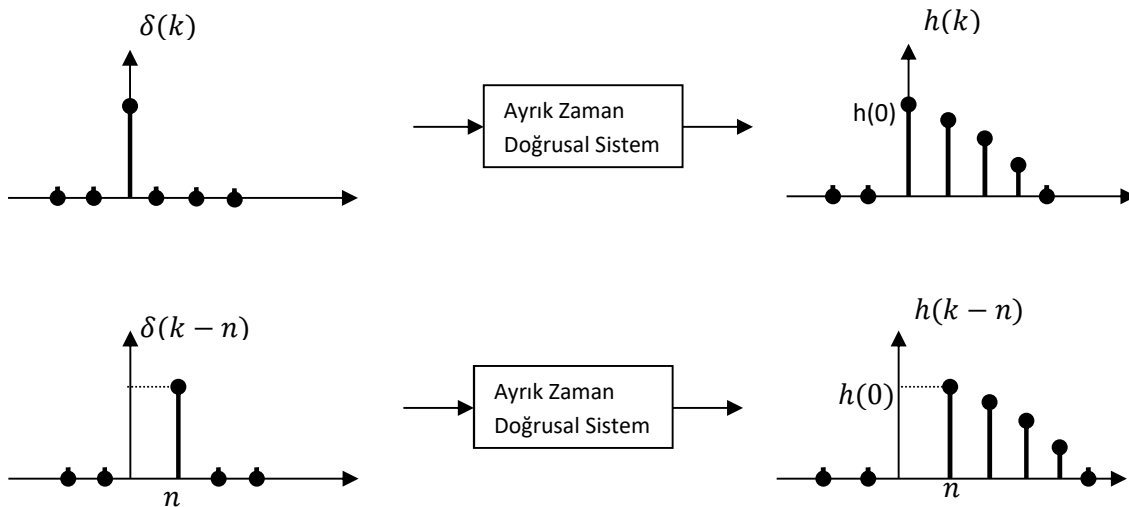 δ(k)
h(k)
h(0)
Ayrık Zaman
Doğrusal Sistem
δ(k − n)
h(k − n)
h(0)
Ayrık Zaman
Doğrusal Sistem
n
n